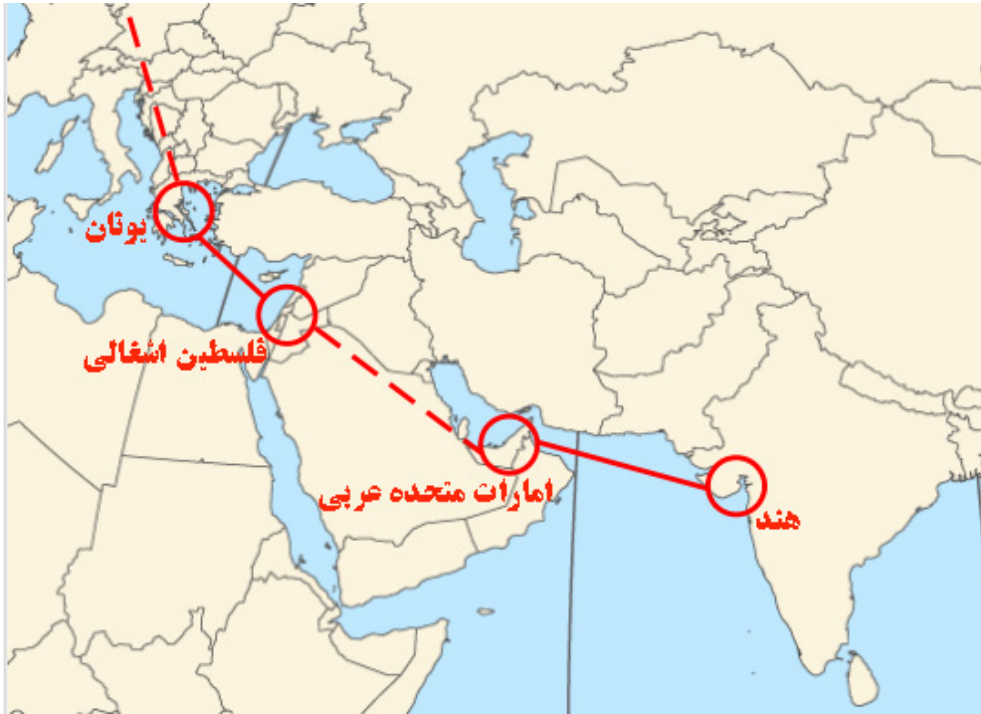 یونان
فلسطین اشغالی
امارات متحده عربی
هند